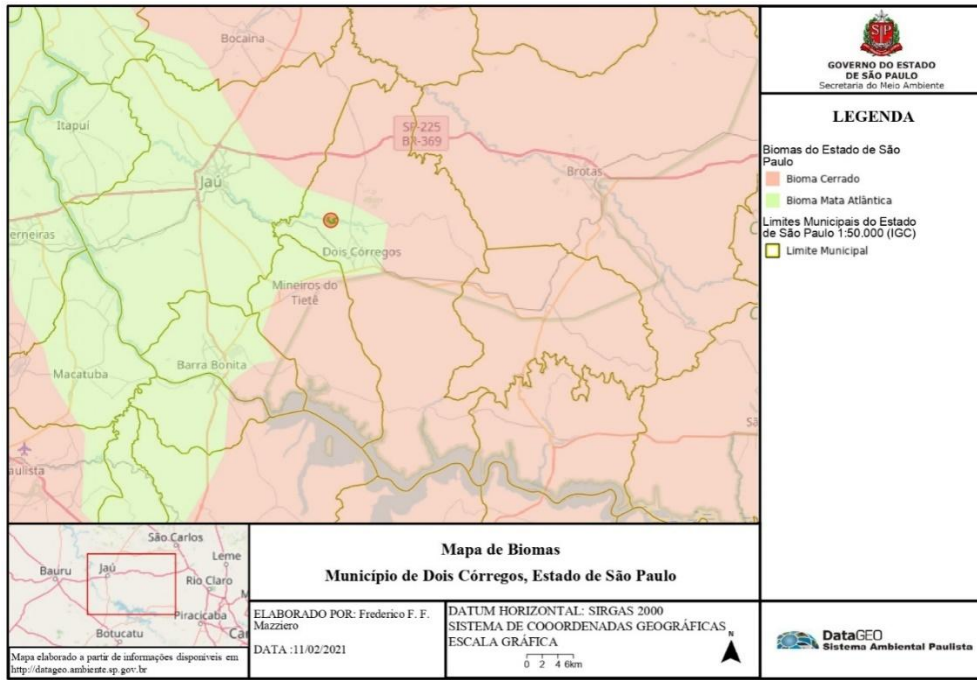 Bocaina
Itapuí
SP-225
BR-369
Jaú
Brotas
erneiras
Dois Córregos
Mineiros do
Tietê
Barra Bonita
Macatuba
aulista
GOVERNO DO ESTADO
DE SÃO PAULO
Secretaria do Meio Ambiente
LEGENDA
Biomas do Estado de São
Paulo
Bioma Cerrado
Bioma Mata Atlântica
Limites Municipais do Estado
de São Paulo 1:50.000 (IGC)
Limite Municipal
São Carlos
Leme
Bauru
Jaú
Rio Claro
Piracicaba
Botucatu
Mapa elaborado a partir de informações disponiveis em
http://datageo.ambiente.sp.gov.br
Mapa de Biomas
Município de Dois Córregos, Estado de São Paulo
ELABORADO POR: Frederico F. F.
Mazziero
DATA :11/02/2021
DATUM HORIZONTAL: SIRGAS 2000
SISTEMA DE COOORDENADAS GEOGRÁFICAS
ESCALA GRÁFICA
0 2 4 6km
N
DataGEO
Sistema Ambiental Paulista